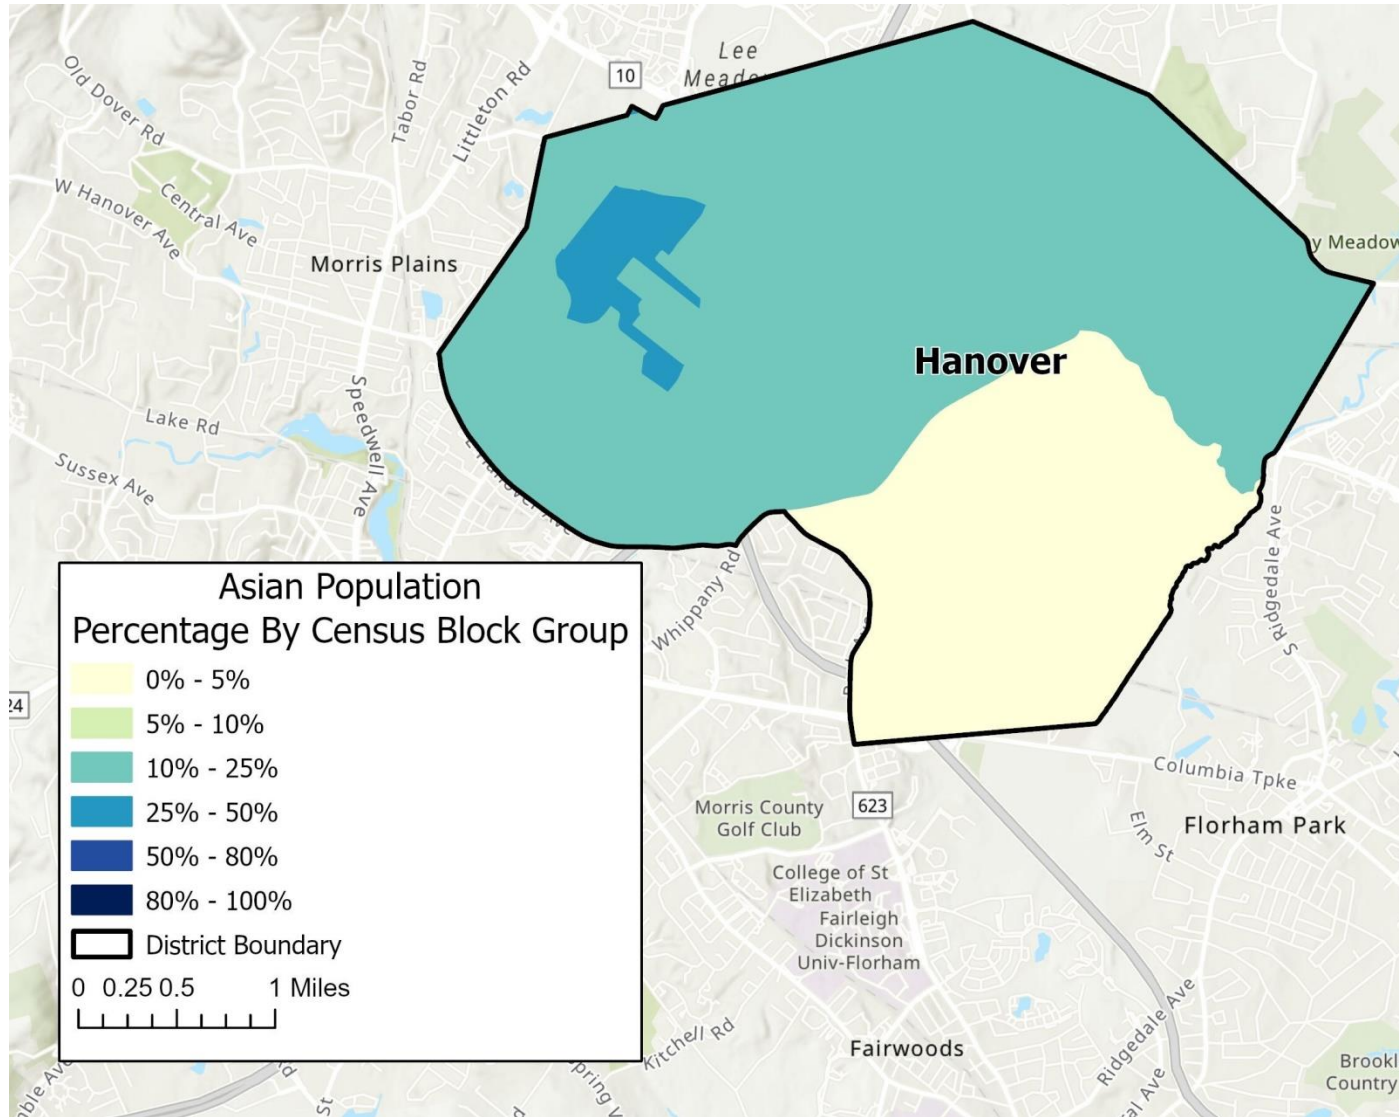 Lee
10
Old Dover Rd
Tabor Rd
Littleton Rd
Central Ave
W Hanover Ave
Morris Plains
y Meadow
Hanover
Speedwell Ave
Lake Rd
Sussex Ave
S Ridgedale Ave
Whippany Rd
24
Asian Population
Percentage By Census Block Group
0% - 5%
5% - 10%
10% - 25%
25% - 50%
50% - 80%
80% - 100%
District Boundary
0 0.25 0.5 1 Miles
Columbia Tpke
Morris County
Golf Club
623
Elm St
Florham Park
College of St
Elizabeth
Fairleigh
Dickinson
Univ-Florham
Kitchell Rd
Fairwoods
Ridgedale Ave
Brookl
Country
St
Spring